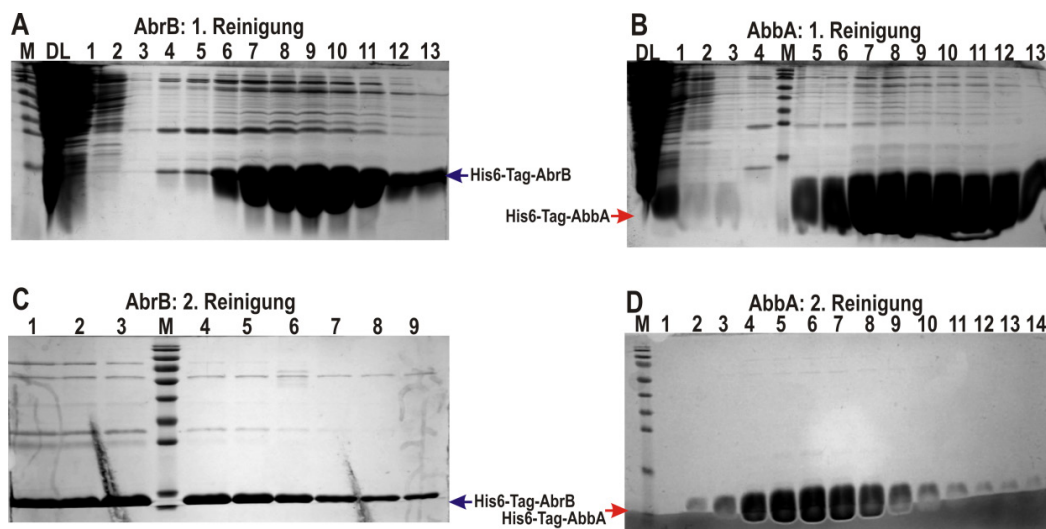 A
AbrB: 1. Reinigung
M DL 1 2 3 4 5 6 7 8 9 10 11 12 13
His6-Tag-AbrB
B
AbbA: 1. Reinigung
DL 1 2 3 4 M 5 6 7 8 9 10 11 12 13
His6-Tag-AbbA
C
AbrB: 2. Reinigung
1 2 3 M 4 5 6 7 8 9
His6-Tag-AbrB
His6-Tag-AbbA
D
AbbA: 2. Reinigung
M 1 2 3 4 5 6 7 8 9 10 11 12 13 14